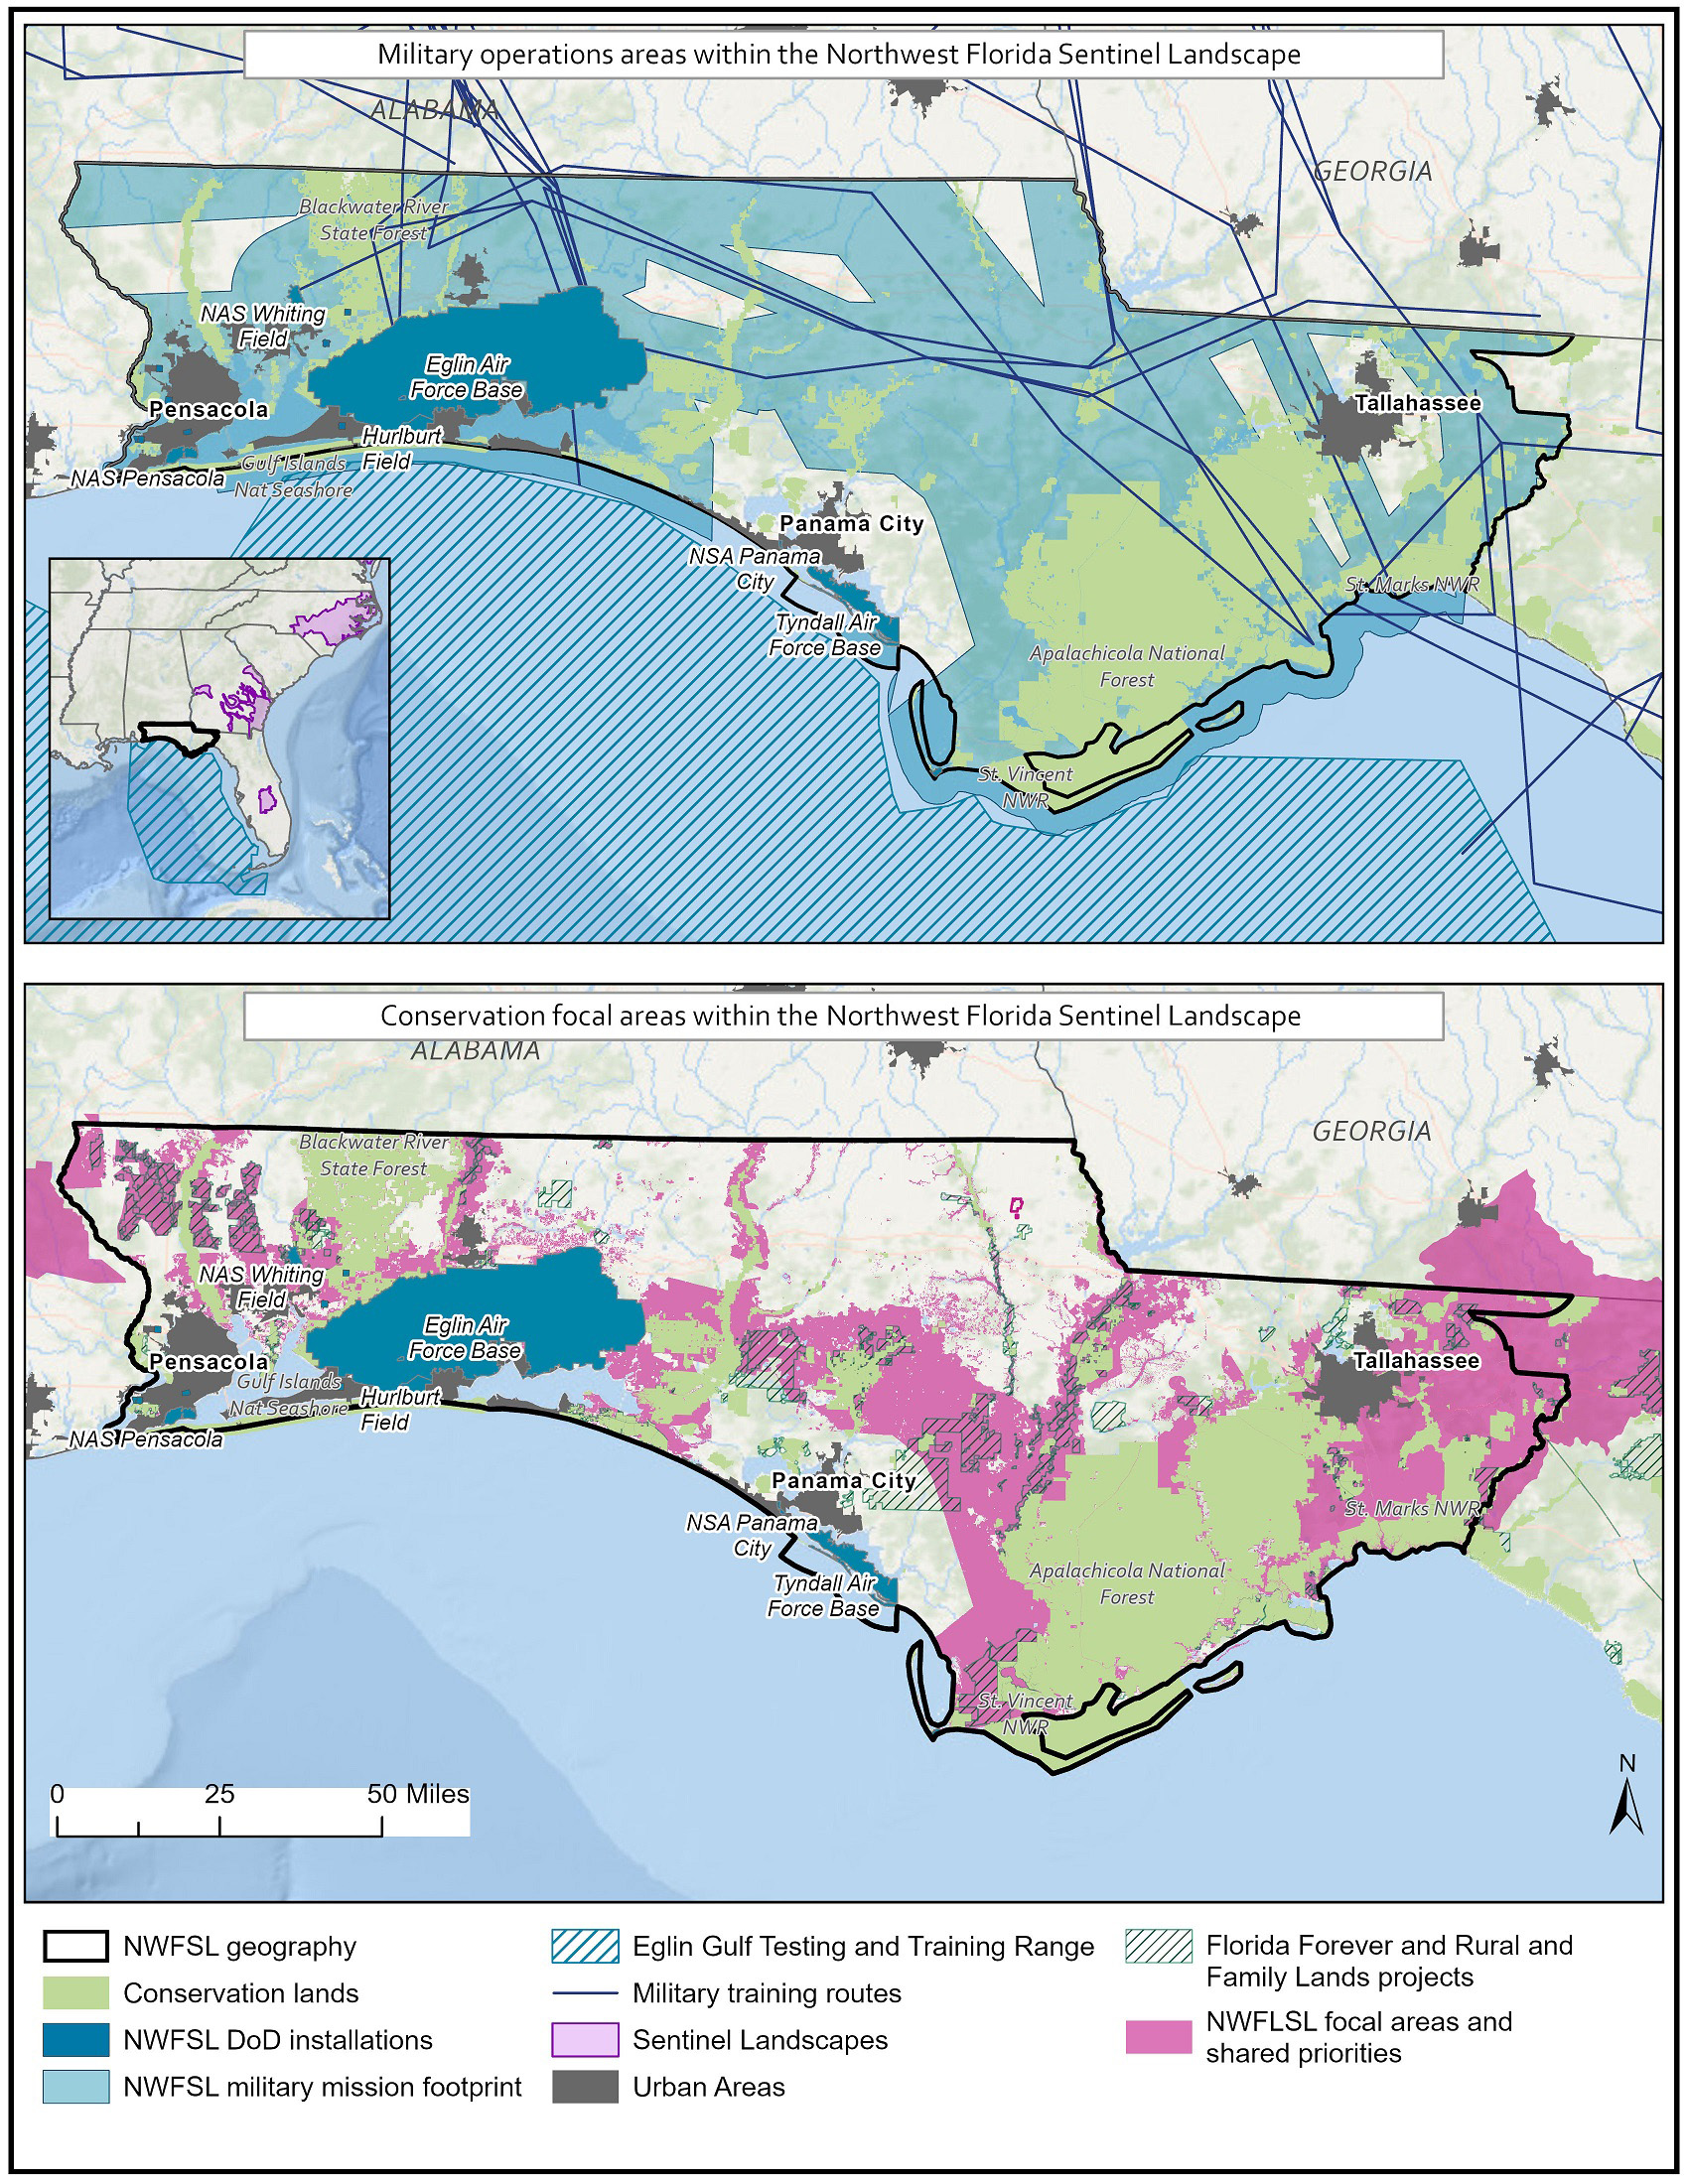 Military operations areas within the Northwest Florida Sentinel Landscape
ALABAMA
GEORGIA
Blackwater River
State Forest
NAS Whiting
Field
Eglin Air
Force Base
Pensacola
Tallahassee
Hurlburt
Field
Gulf Islands
Nat Seashore
NAS Pensacola
Panama City
NSA Panama
City
St. Marks NWR
Tyndall Air
Force Base
Apalachicola National
Forest
St. Vincent
NWR
Conservation focal areas within the Northwest Florida Sentinel Landscape
ALABAMA
GEORGIA
Blackwater River
State Forest
NAS Whiting
Field
Eglin Air
Force Base
Pensacola
Tallahassee
Gulf Islands
Nat Seashore
Hurlburt
Field
NAS Pensacola
Panama City
NSA Panama
City
St. Marks NWR
Tyndall Air
Force Base
Apalachicola National
Forest
St. Vincent
NWR
N
0 25 50 Miles
NWFSL geography
Conservation lands
NWFSL DoD installations
NWFSL military mission footprint
Eglin Gulf Testing and Training Range
Military training routes
Sentinel Landscapes
Urban Areas
Florida Forever and Rural and
Family Lands projects
NWFLSL focal areas and
shared priorities